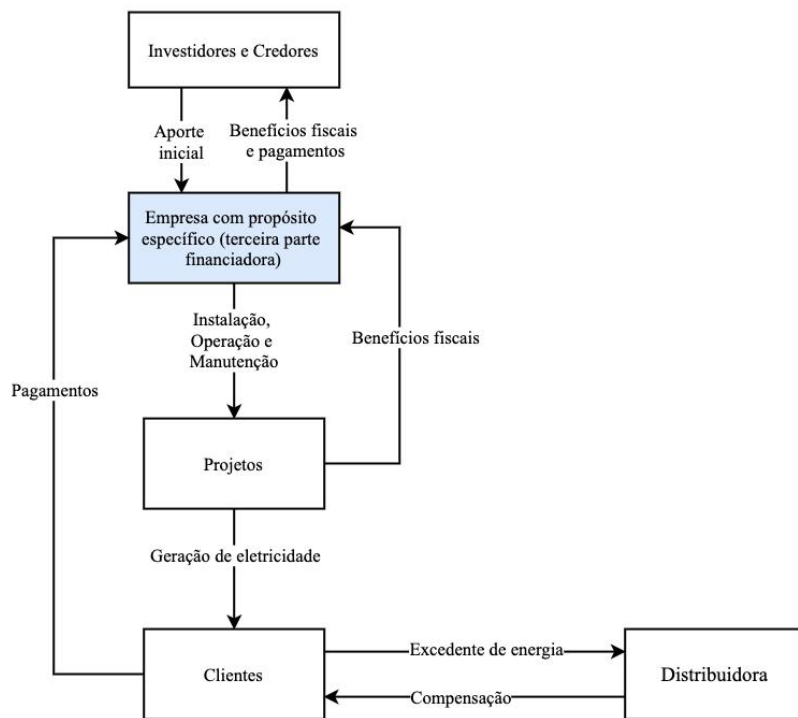 Investidores e Credores
Aporte
inicial
Benefícios fiscais
e pagamentos
Empresa com propósito
específico (terceira parte
financiadora)
Instalação,
Operação e
Manutenção
Benefícios fiscais
Pagamentos
Projetos
Geração de eletricidade
Clientes
Excedente de energia
Compensação
Distribuidora